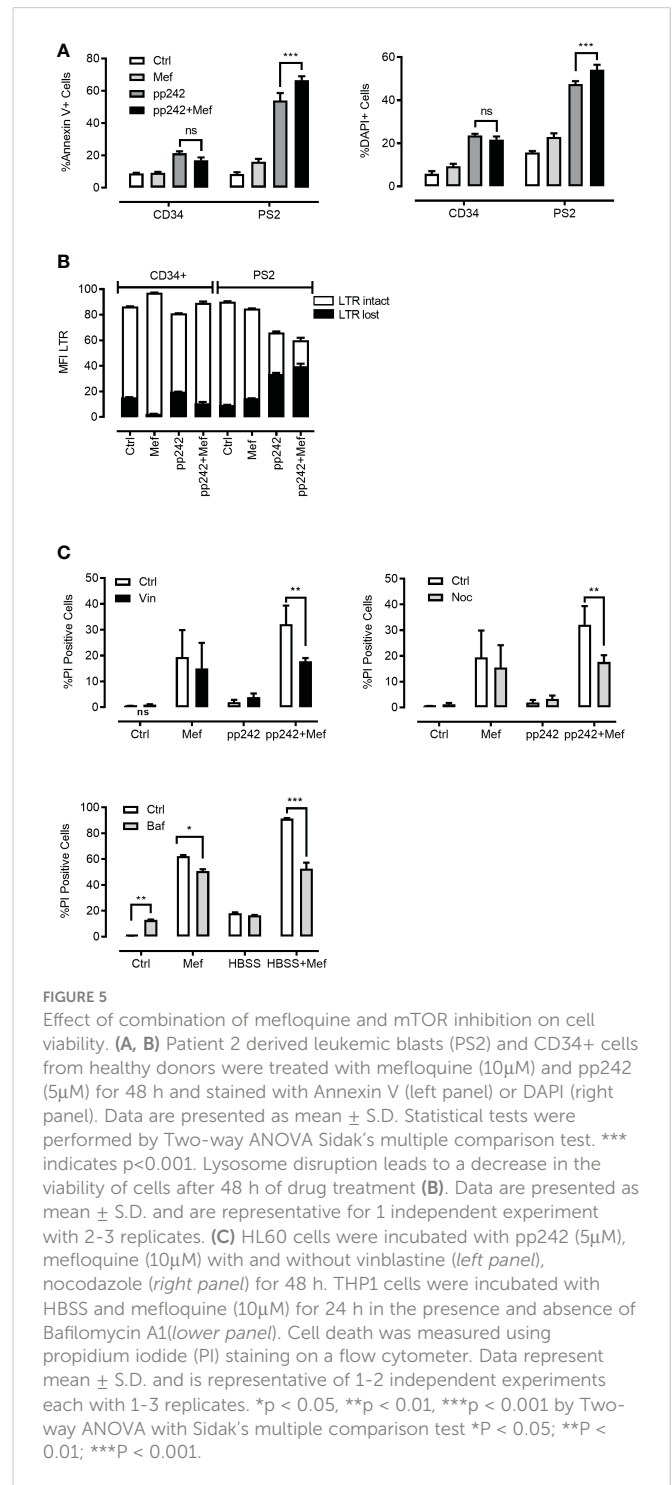 A
%Annexin V+ Cells
80
60
40
20
0
Ctrl
Mef
pp242
pp242+Mef
ns
***
CD34
PS2
%DAPI+ Cells
60
40
20
0
ns
***
CD34
PS2
B
CD34+
PS2
MFI LTR
100
80
60
40
20
0
LTR intact
LTR lost
Ctrl
Mef
pp242
pp242+Mef
Ctrl
Mef
pp242
pp242+Mef
C
%PI Positive Cells
50
40
30
20
10
0
Ctrl
Vin
**
ns
Ctrl
Mef
pp242
pp242+Mef
%PI Positive Cells
50
40
30
20
10
0
Ctrl
Noc
**
Ctrl
Mef
pp242
pp242+Mef
%PI Positive Cells
100
80
60
40
20
0
Ctrl
Baf
**
*
***
Ctrl
Mef
HBSS
HBSS+Mef
FIGURE 5
Effect of combination of mefloquine and mTOR inhibition on cell
viability. (A, B) Patient 2 derived leukemic blasts (PS2) and CD34+ cells
from healthy donors were treated with mefloquine (10μM) and pp242
(5μM) for 48 h and stained with Annexin V (left panel) or DAPI (right
panel). Data are presented as mean ± S.D. Statistical tests were
performed by Two-way ANOVA Sidak's multiple comparison test. ***
indicates p<0.001. Lysosome disruption leads to a decrease in the
viability of cells after 48 h of drug treatment (B). Data are presented as
mean ± S.D. and are representative for 1 independent experiment
with 2-3 replicates. (C) HL60 cells were incubated with pp242 (5μM),
mefloquine (10μM) with and without vinblastine (left panel),
nocodazole (right panel) for 48 h. THP1 cells were incubated with
HBSS and mefloquine (10μM) for 24 h in the presence and absence of
Bafilomycin A1(lower panel). Cell death was measured using
propidium iodide (PI) staining on a flow cytometer. Data represent
mean ± S.D. and is representative of 1-2 independent experiments
each with 1-3 replicates. *p < 0.05, **p < 0.01, ***p < 0.001 by Two-
way ANOVA with Sidak's multiple comparison test *P < 0.05; **P <
0.01; ***P < 0.001.